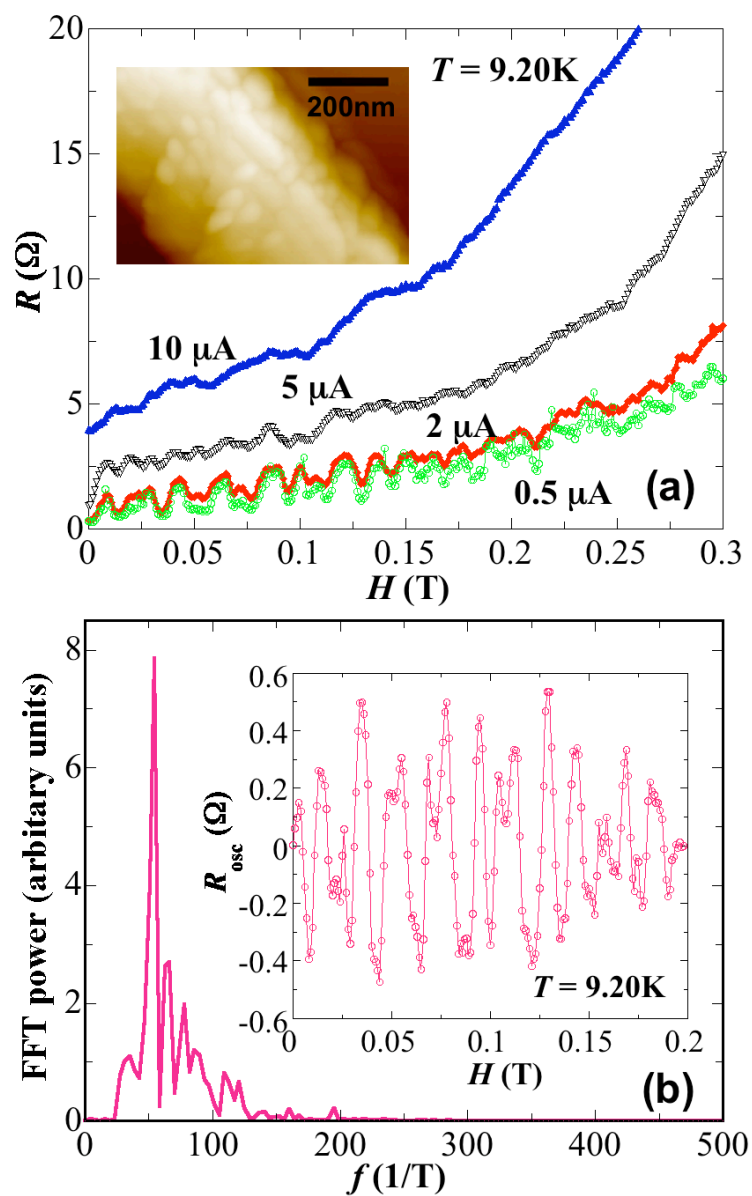 20
T = 9.20K
200nm
15
R (Ω)
10
10 µA
5 µA
5
2 µA
0.5 µA
(a)
0
0 0.05 0.1 0.15 0.2 0.25 0.3
H (T)
8
0.6
0.4
6
0.2
FFT power (arbitary units)
R osc (Ω)
0
4
-0.2
-0.4
T = 9.20K
2
-0.6
0 0.05 0.1 0.15 0.2
H (T)
(b)
0
0 100 200 300 400 500
f (1/T)